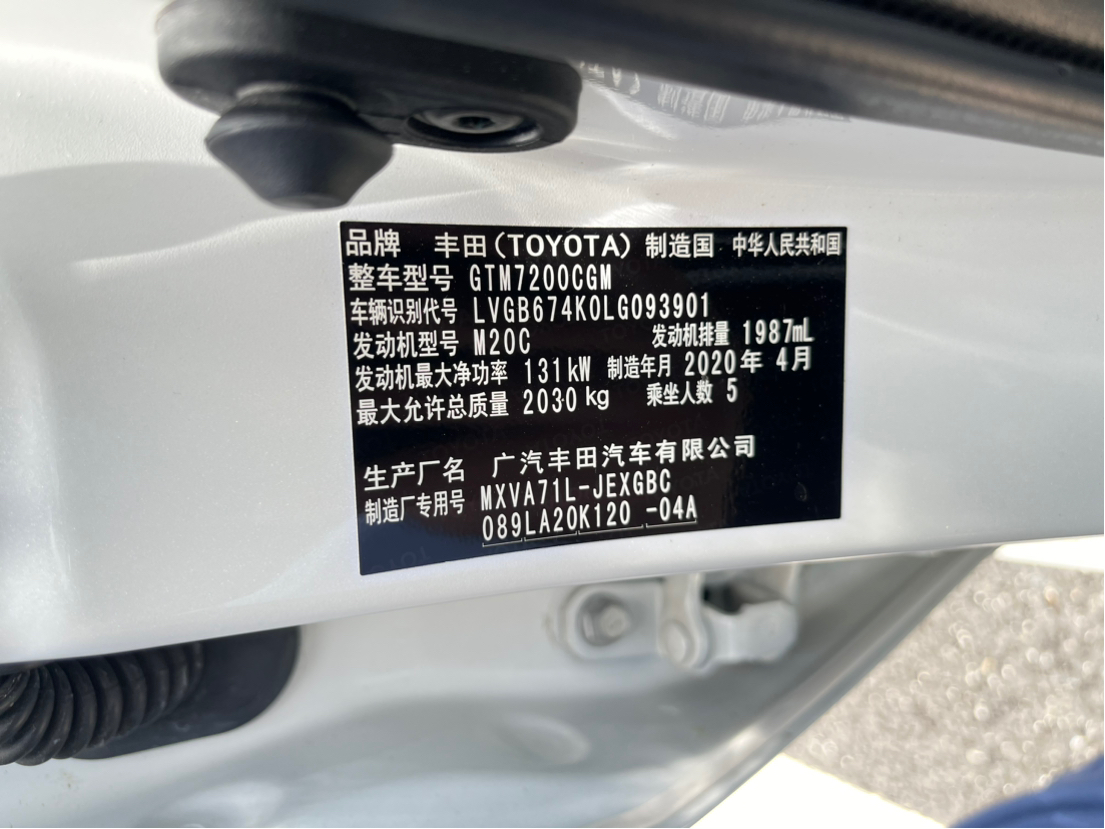 品牌 丰田(TOYOTA) 制造国 中华人民共和国
整车型号 GTM7200CGM
车辆识别代号 LVGB674K0LG093901
发动机型号 M20C 发动机排量 1987mL
发动机最大净功率 131kW 制造年月 2020年 4月
最大允许总质量 2030kg 乘坐人数 5
生产厂名 广汽丰田汽车有限公司
制造厂专用号 MXVA71L-JEXGBC
089LA20K120 -04A